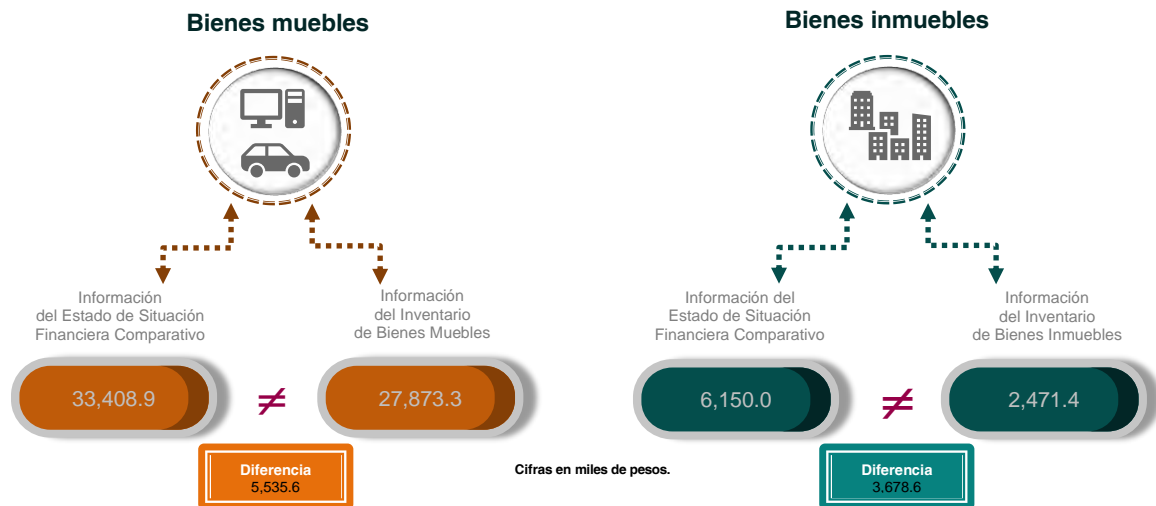 Bienes muebles
Información
del Estado de Situación
Financiera Comparativo
Información
del Inventario
de Bienes Muebles
33,408.9
≠
27,873.3
Diferencia
5,535.6
Cifras en miles de pesos.
Bienes inmuebles
Información del
Estado de Situación
Financiera Comparativo
Información
del Inventario
de Bienes Inmuebles
6,150.0
≠
2,471.4
Diferencia
3,678.6